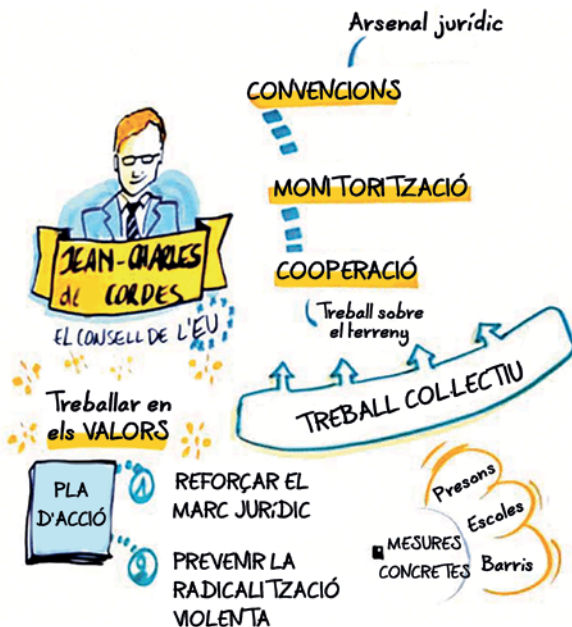 Arsenal jurídic
CONVENCIONS
MONITORITZACIÓ
COOPERACIÓ
Treball sobre
el terreny
JEAN-CHARLES
de CORDES
EL CONSELL DE L'EU
TREBALL COL·LECTIU
Treballar en
els VALORS
PLA
D'ACCIÓ
1
REFORÇAR EL
MARC JURÍDIC
2
PREVENIR LA
RADICALITZACIÓ
VIOLENTA
MESURES
CONCRETES
Presons
Escoles
Barris